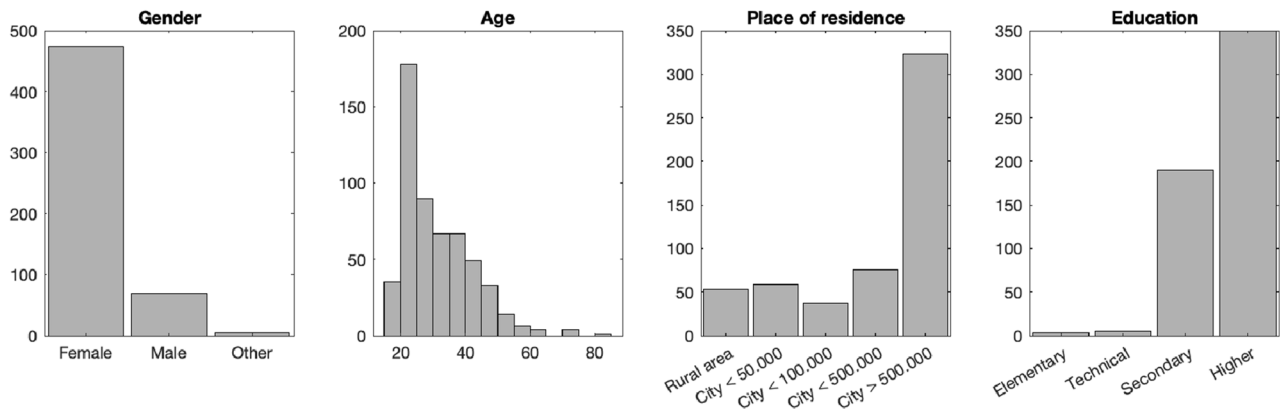 Gender
500
400
300
200
100
0
Female Male Other
Age
200
150
100
50
0
20 40 60 80
Place of residence
350
300
250
200
150
100
50
0
Rural area
City < 50.000
City < 100.000
City < 500.000
City > 500.000
Education
350
300
250
200
150
100
50
0
Elementary
Technical
Secondary
Higher